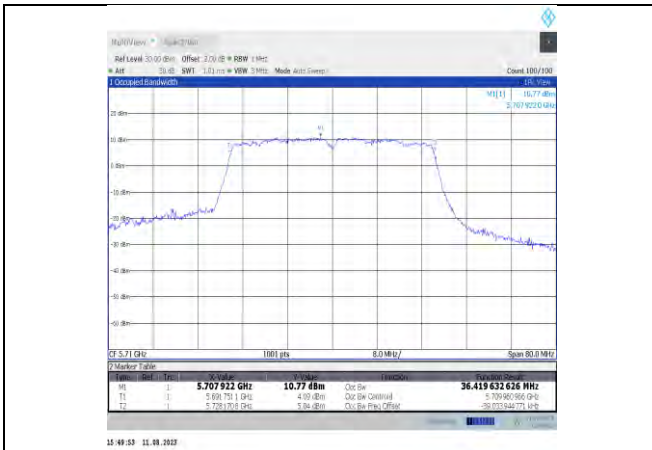 MultiView Spectrum
Ref Level 30.00 dBm Offset 2.00 dB RBW 1 MHz
Att 30 dB SWT 1.01 ms VBW 3 MHz Mode Auto Sweep Count 100/100
1 Occupied Bandwidth
M1[1] 10.77 dBm
5.707 922 0 GHz
20 dBm
M1
10 dBm
0 dBm
-10 dBm
-20 dBm
-30 dBm
-40 dBm
-50 dBm
-60 dBm
CF 5.71 GHz 1001 pts 8.0 MHz/ Span 80.0 MHz
2 Marker Table
Type Ref Trc X-Value Y-Value Function Function Result
M1 1 5.707 922 GHz 10.77 dBm Occ Bw 36.419 632 626 MHz
T1 1 5.691 751 1 GHz 4.09 dBm Occ Bw Centroid 5.709 960 966 GHz
T2 1 5.728 170 8 GHz 5.84 dBm Occ Bw Freq Offset -39.033 944 771 kHz
15:49:53 11.08.2023